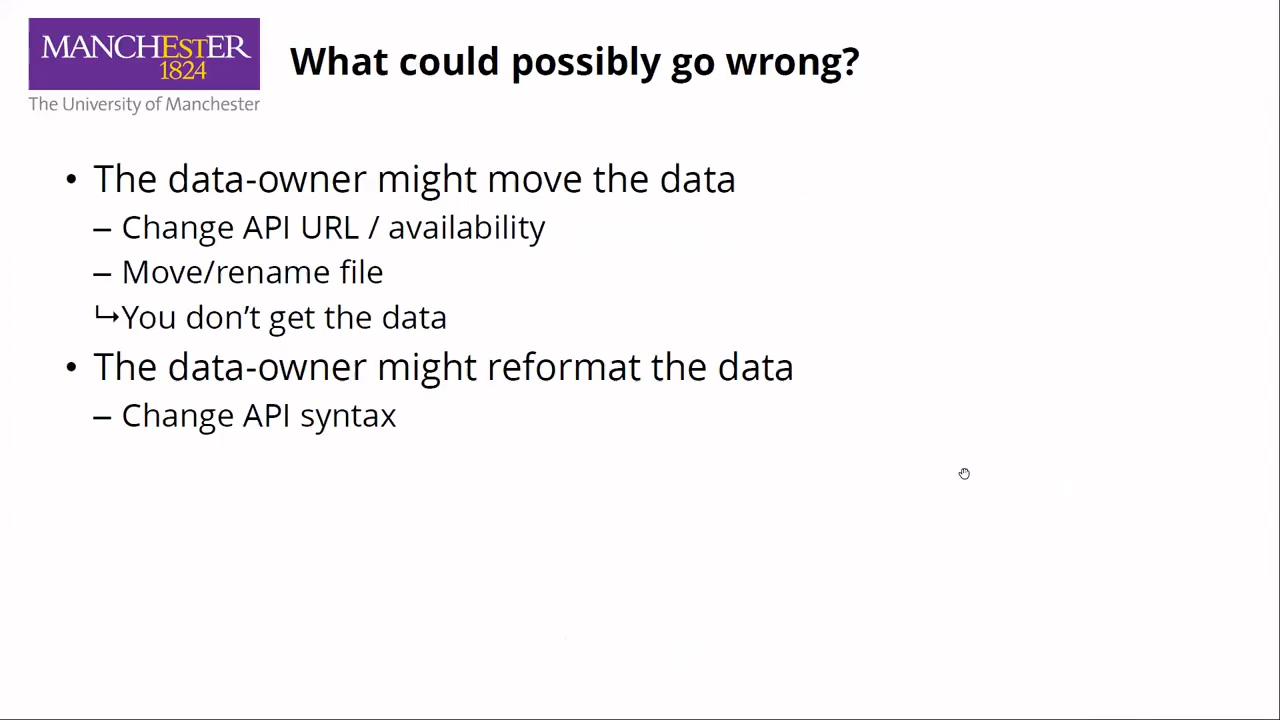 MANCHESTER
1824
The University of Manchester
What could possibly go wrong?
• The data-owner might move the data
– Change API URL / availability
– Move/rename file
↳You don’t get the data
• The data-owner might reformat the data
– Change API syntax